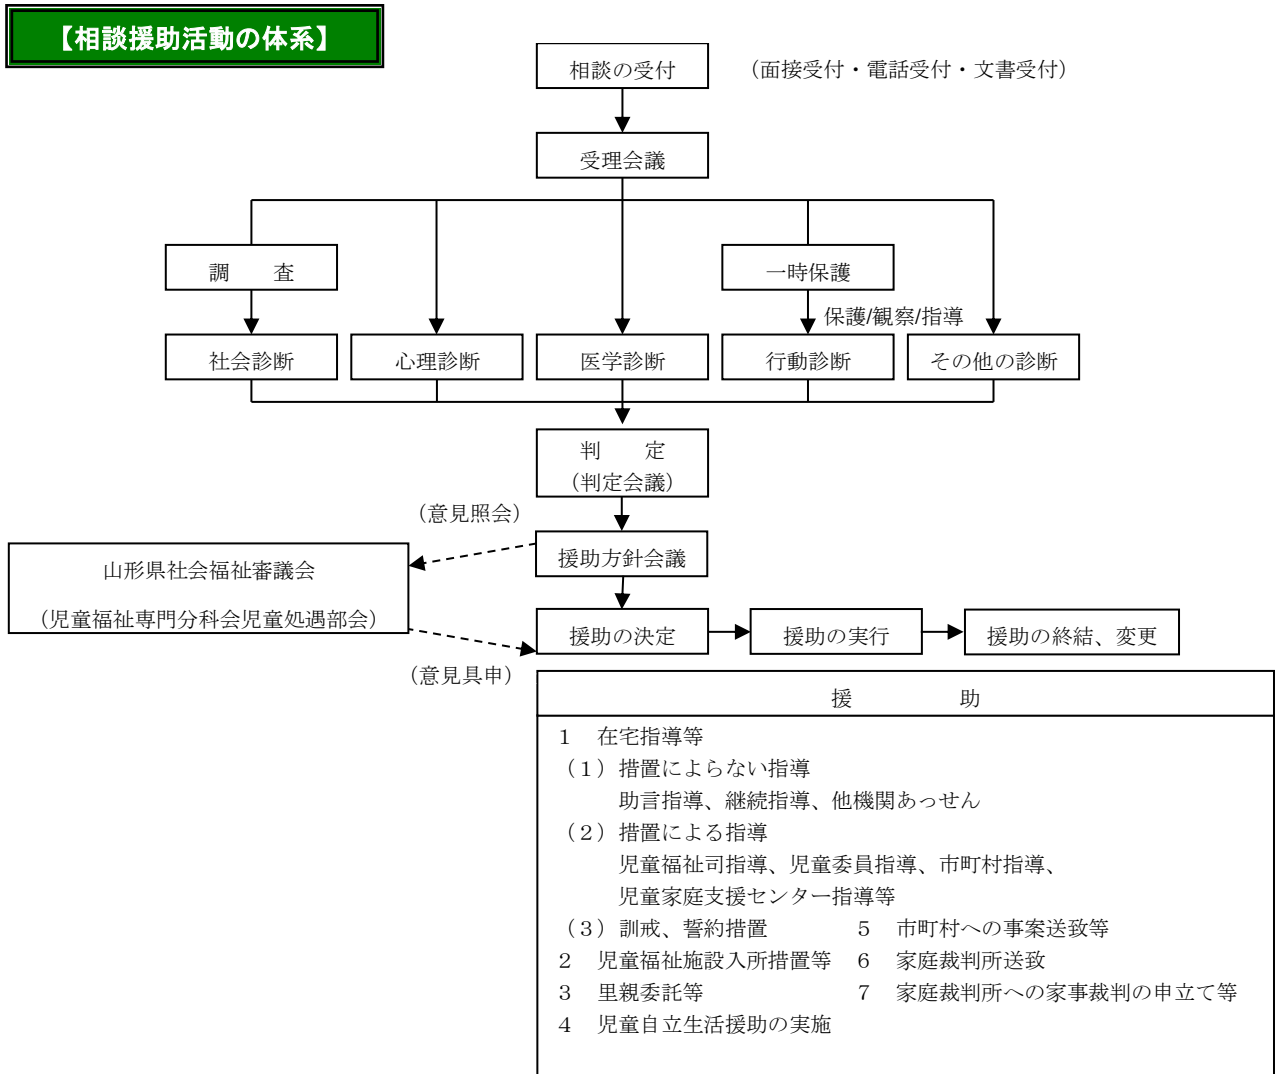 【相談援助活動の体系】
相談の受付
（面接受付・電話受付・文書受付）
受理会議
調　　査
一時保護
保護/観察/指導
社会診断
心理診断
医学診断
行動診断
その他の診断
判　　定
（判定会議）
（意見照会）
援助方針会議
山形県社会福祉審議会
（児童福祉専門分科会児童処遇部会）
援助の決定
援助の実行
援助の終結、変更
（意見具申）
援　　　　　助
１　在宅指導等
（１）措置によらない指導
助言指導、継続指導、他機関あっせん
（２）措置による指導
児童福祉司指導、児童委員指導、市町村指導、
児童家庭支援センター指導等
（３）訓戒、誓約措置　　　　５　市町村への事案送致等
２　児童福祉施設入所措置等　６　家庭裁判所送致
３　里親委託等　　　　　　　７　家庭裁判所への家事裁判の申立て等
４　児童自立生活援助の実施